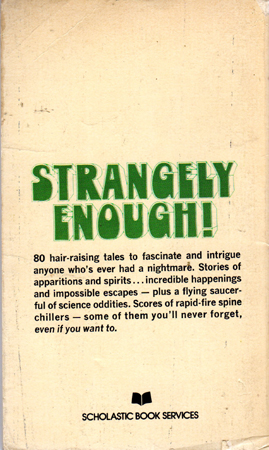 STRANGELY
ENOUGH!
80 hair-raising tales to fascinate and intrigue
anyone who's ever had a nightmare. Stories of
apparitions and spirits...incredible happenings
and impossible escapes — plus a flying saucer-
ful of science oddities. Scores of rapid-fire spine
chillers — some of them you'll never forget,
even if you want to.
SCHOLASTIC BOOK SERVICES